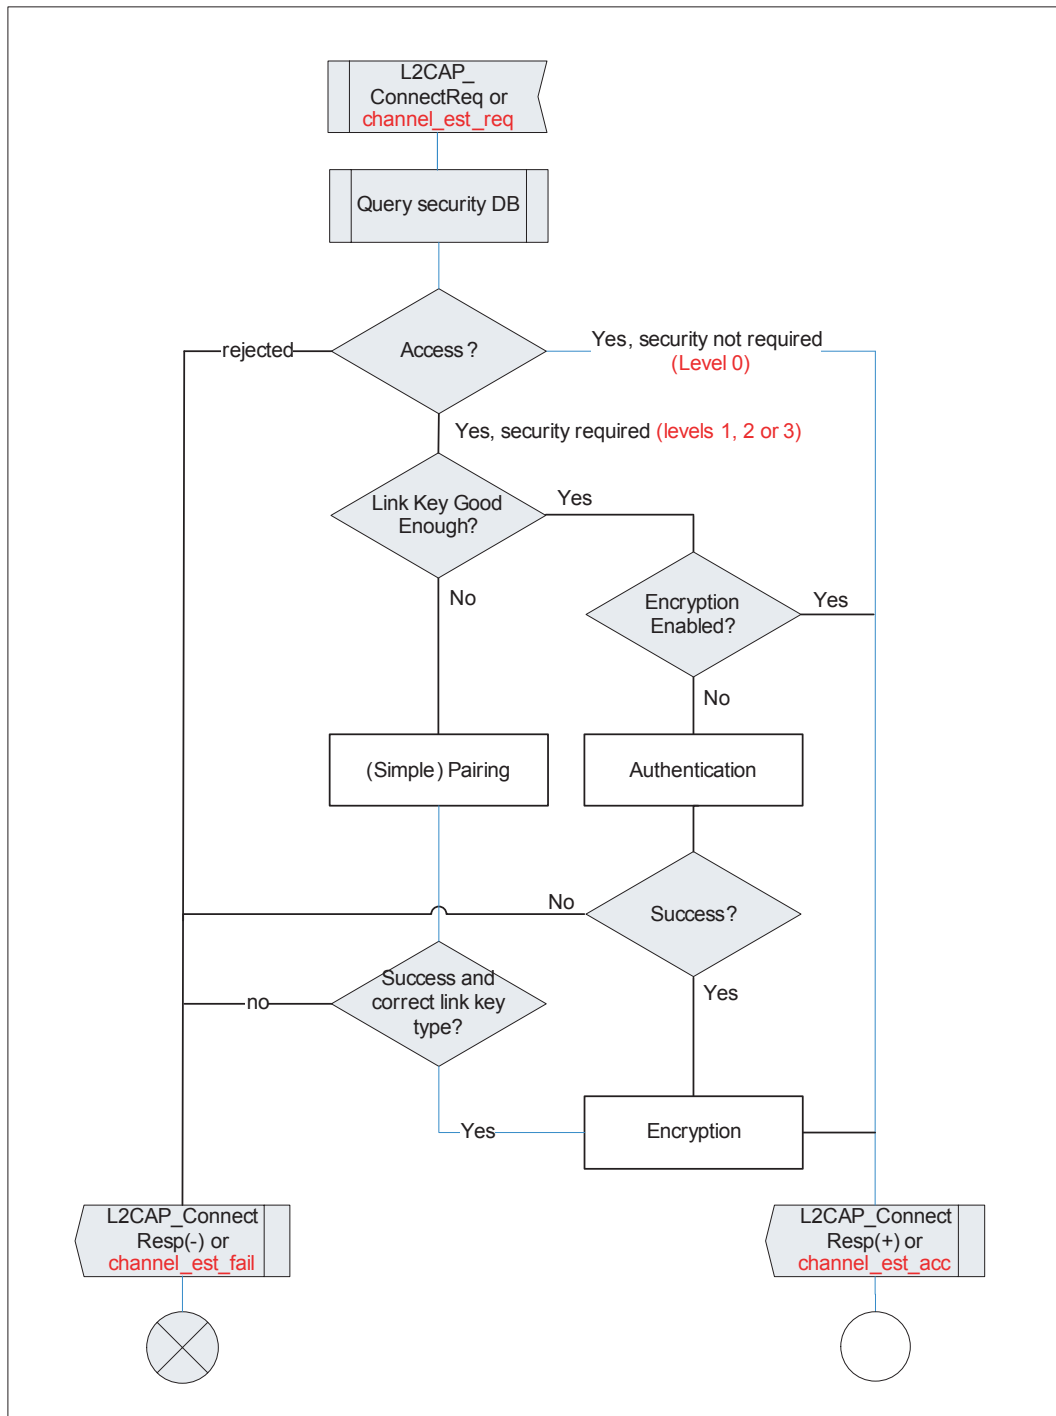 L2CAP_
ConnectReq or
channel_est_req
Query security DB
Access?
rejected
Yes, security not required
(Level 0)
Yes, security required (levels 1, 2 or 3)
Link Key Good
Enough?
Yes
No
Encryption
Enabled?
Yes
No
(Simple) Pairing
Authentication
No
Success?
Success and
correct link key
type?
no
Yes
Yes
Encryption
L2CAP_Connect
Resp(-) or
channel_est_fail
L2CAP_Connect
Resp(+) or
channel_est_acc